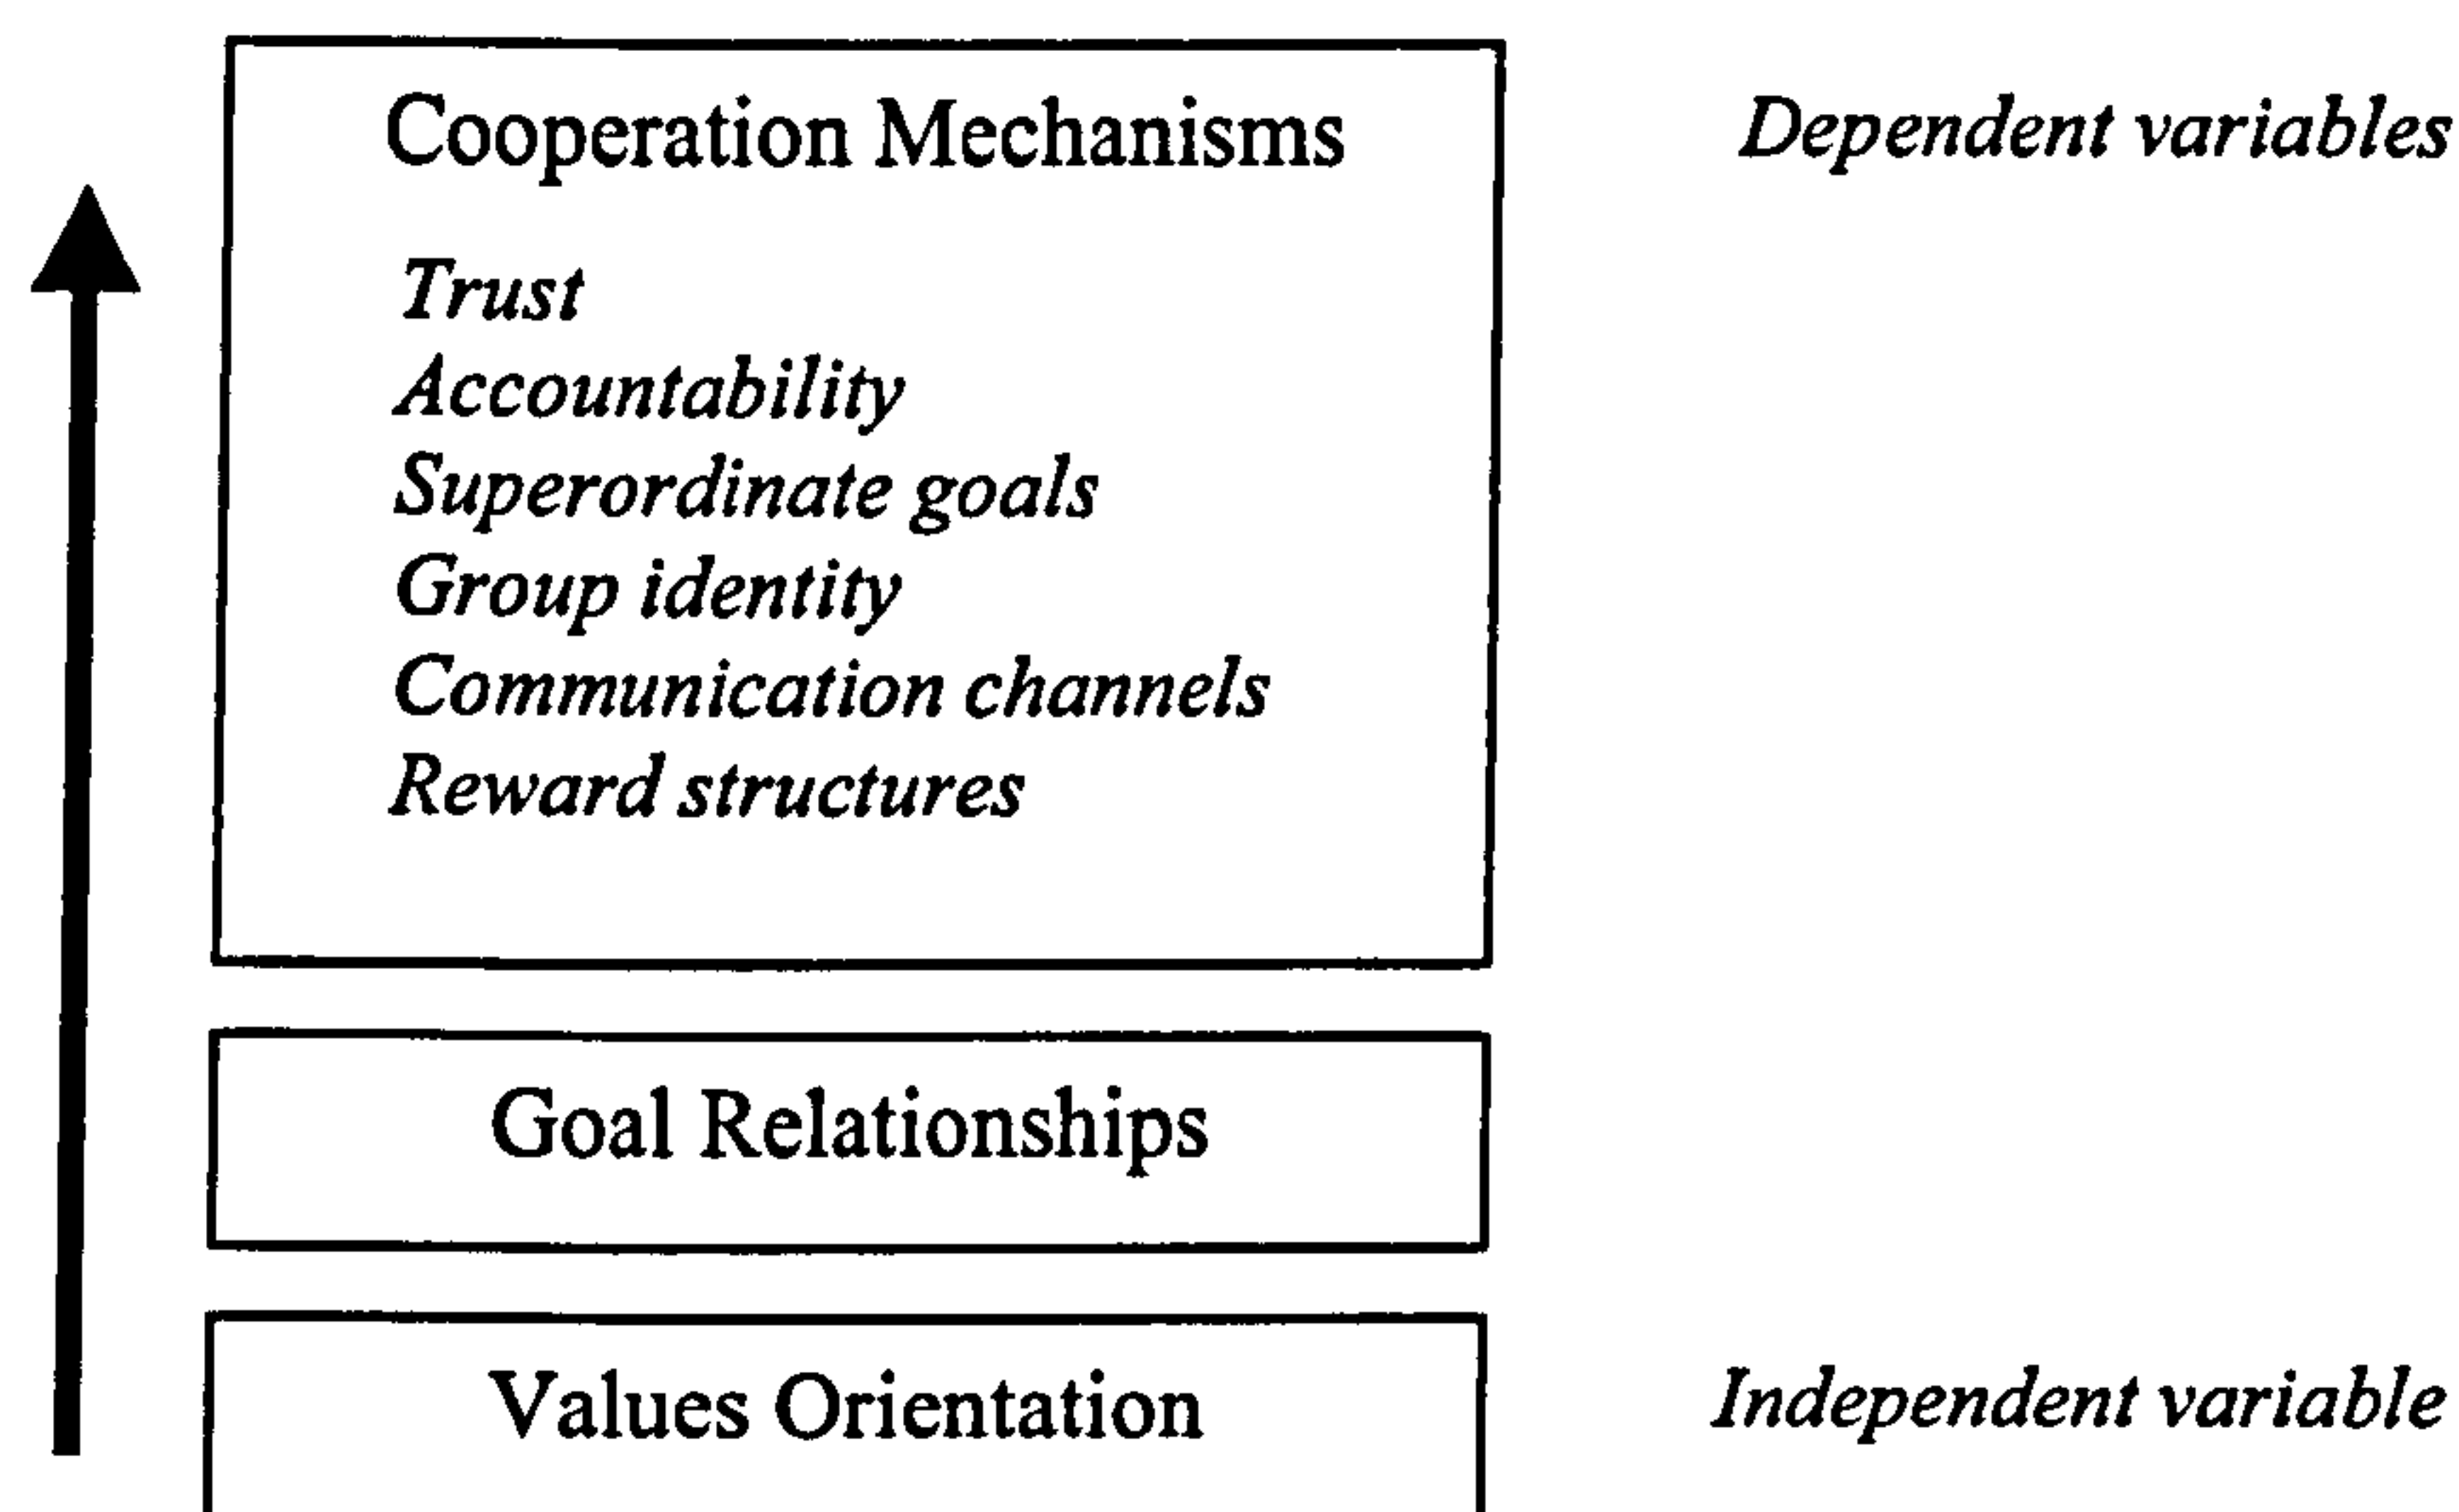 Cooperation Mechanisms
Dependent variables
Trust
Accountability
Superordinate goals
Group identity
Communication channels
Reward structures
Goal Relationships
Values Orientation
Independent variable